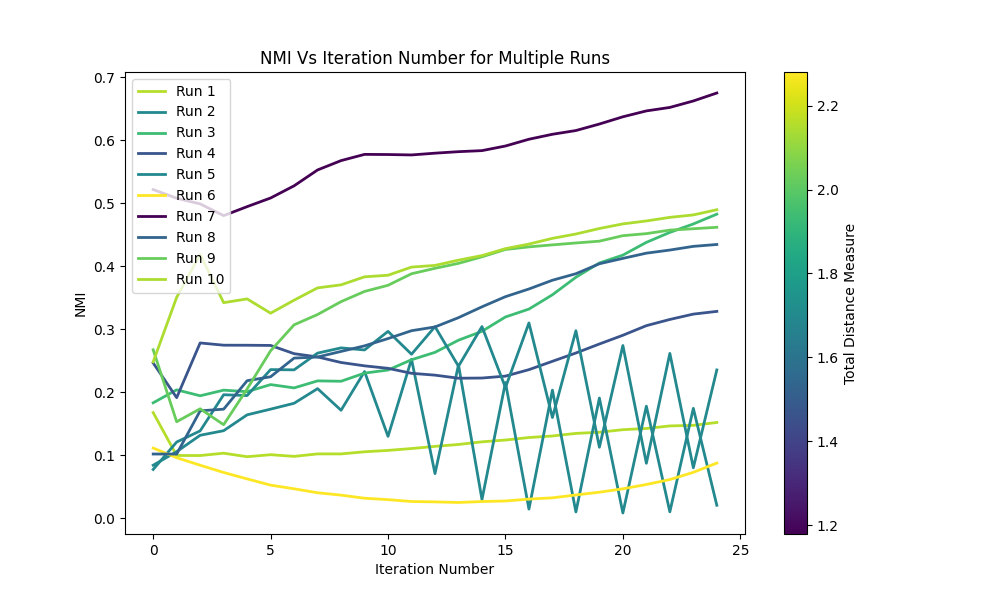 NMI Vs Iteration Number for Multiple Runs
NMI
0.7
0.6
0.5
0.4
0.3
0.2
0.1
0.0
Run 1
Run 2
Run 3
Run 4
Run 5
Run 6
Run 7
Run 8
Run 9
Run 10
0
5
10
15
20
25
Iteration Number
2.2
2.0
1.8
1.6
1.4
1.2
Total Distance Measure